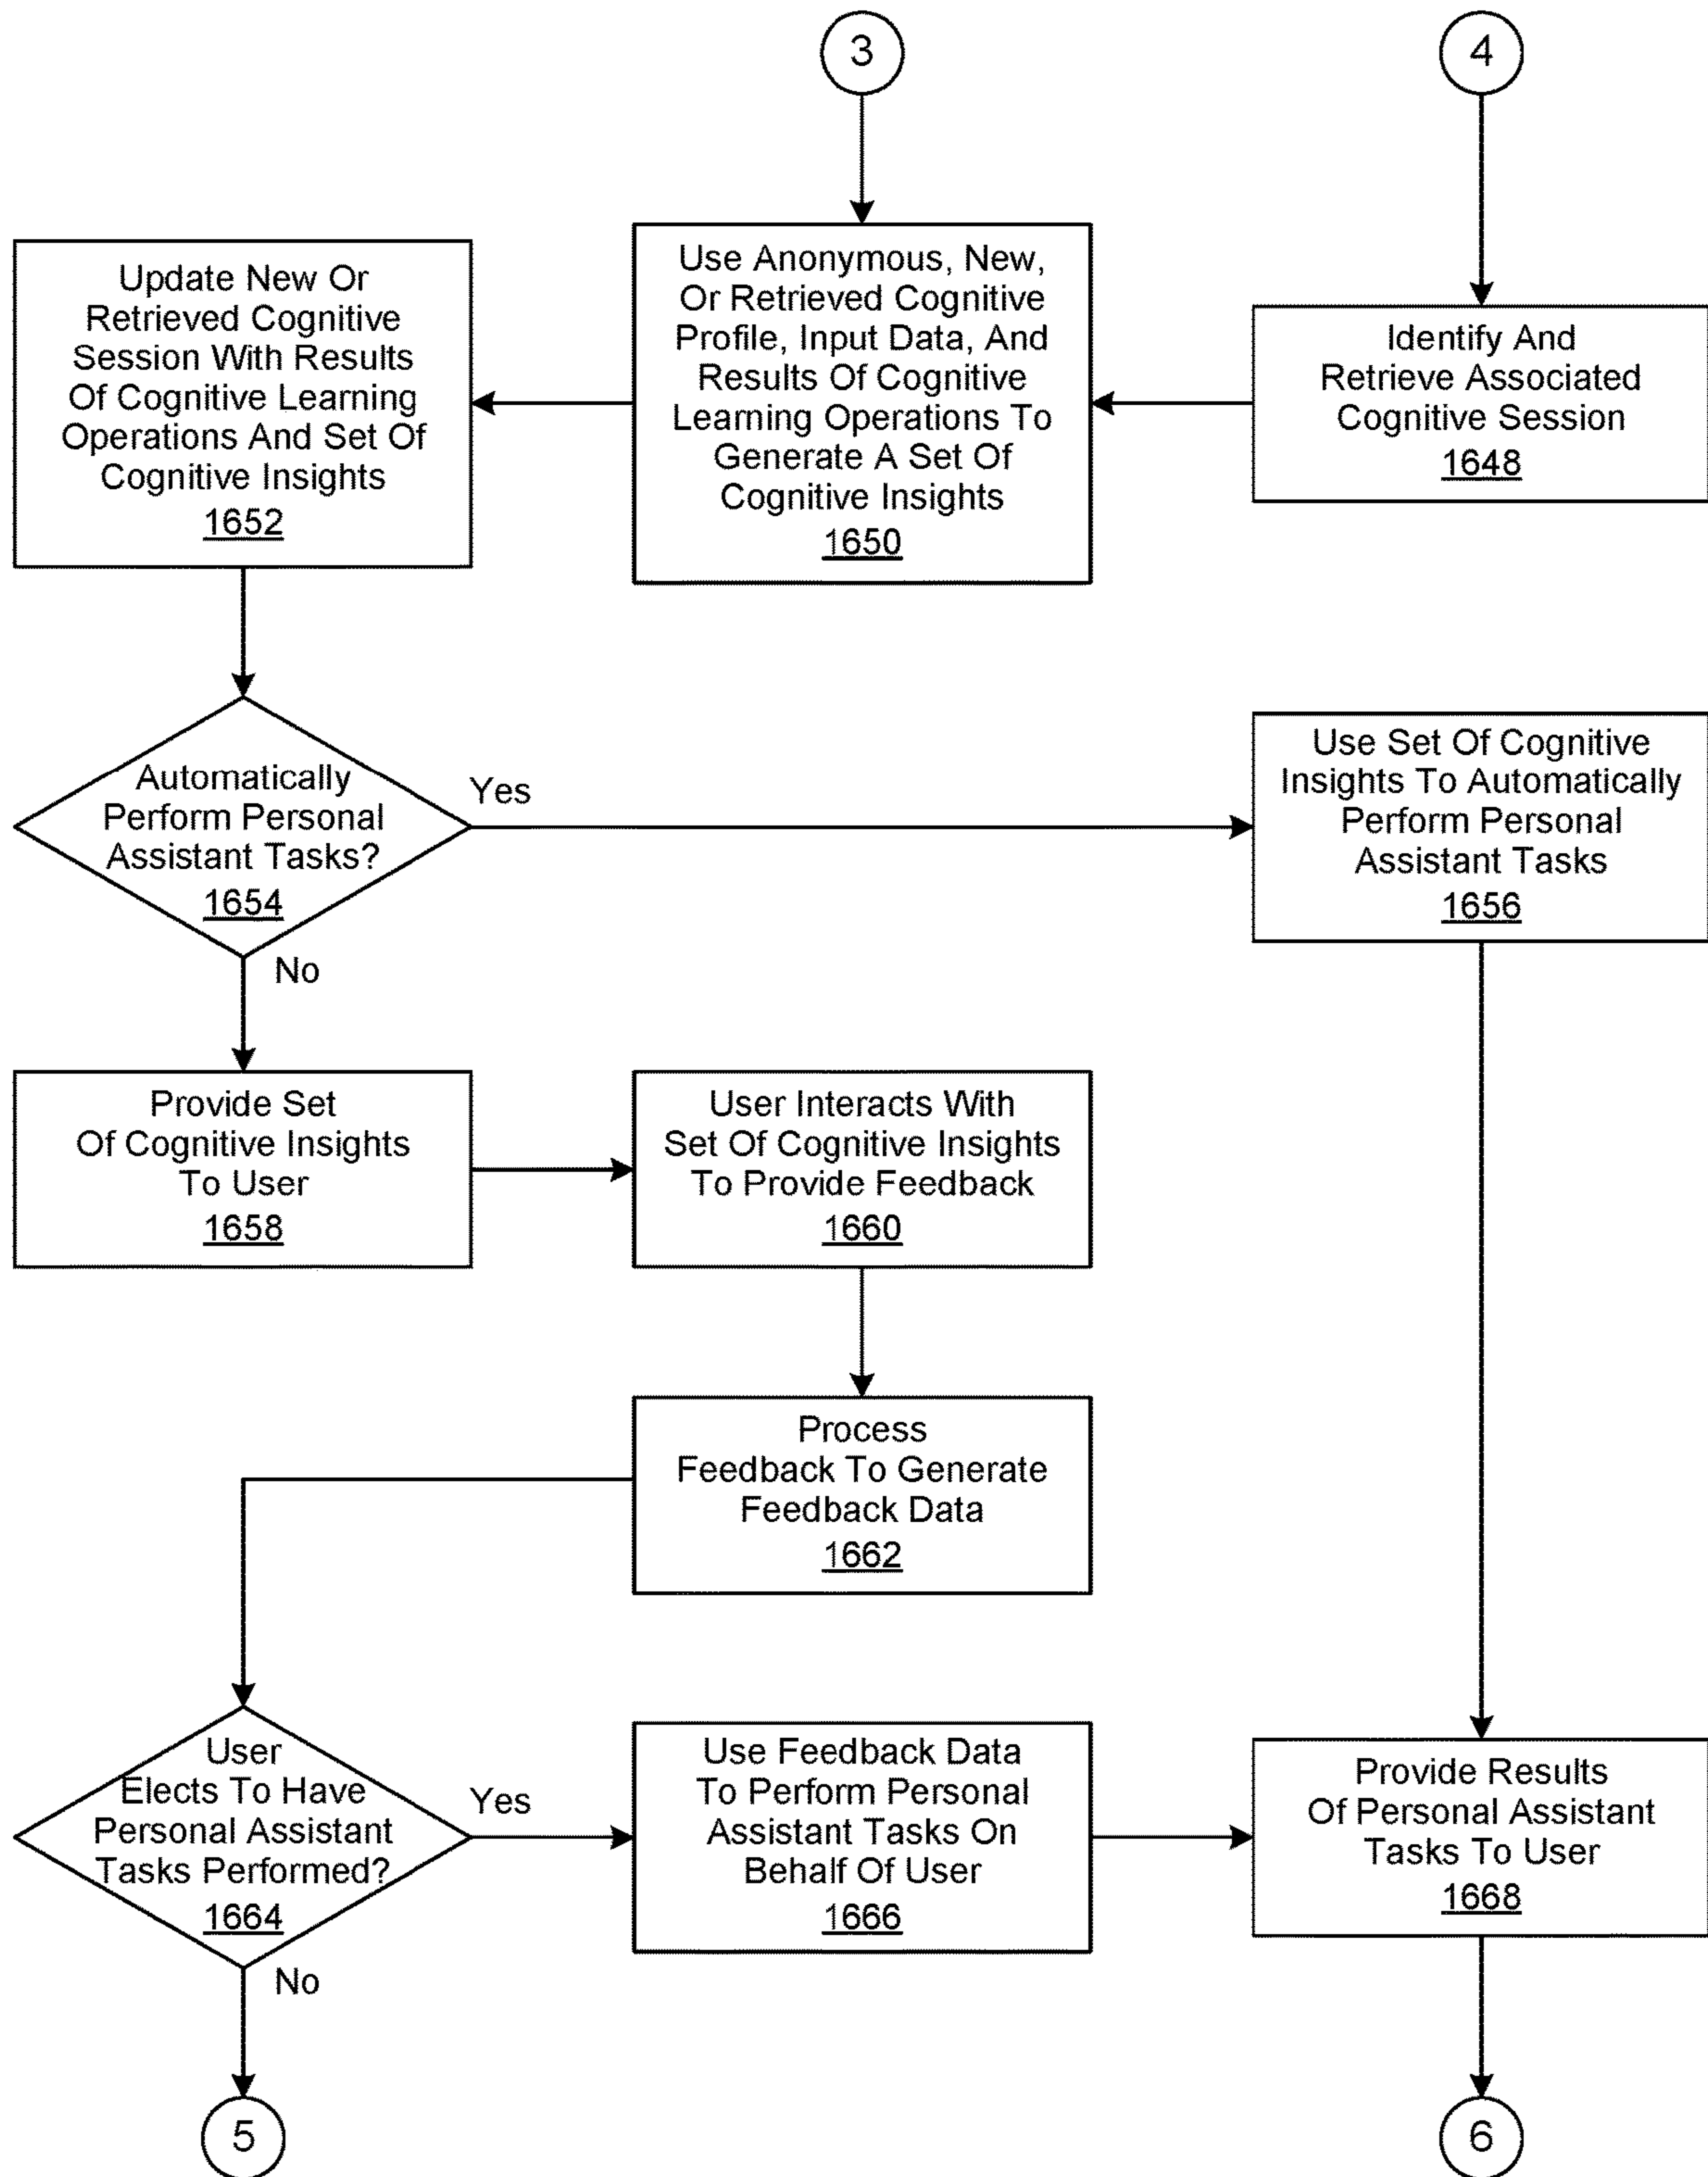 3
4
Update New Or
Retrieved Cognitive
Session With Results
Of Cognitive Learning
Operations And Set Of
Cognitive Insights
1652
Use Anonymous, New,
Or Retrieved Cognitive
Profile, Input Data, And
Results Of Cognitive
Learning Operations To
Generate A Set Of
Cognitive Insights
1650
Identify And
Retrieve Associated
Cognitive Session
1648
Automatically
Perform Personal
Assistant Tasks?
1654
Yes
No
Use Set Of Cognitive
Insights To Automatically
Perform Personal
Assistant Tasks
1656
Provide Set
Of Cognitive Insights
To User
1658
User Interacts With
Set Of Cognitive Insights
To Provide Feedback
1660
Process
Feedback To Generate
Feedback Data
1662
User
Elects To Have
Personal Assistant
Tasks Performed?
1664
Yes
No
Use Feedback Data
To Perform Personal
Assistant Tasks On
Behalf Of User
1666
Provide Results
Of Personal Assistant
Tasks To User
1668
5
6